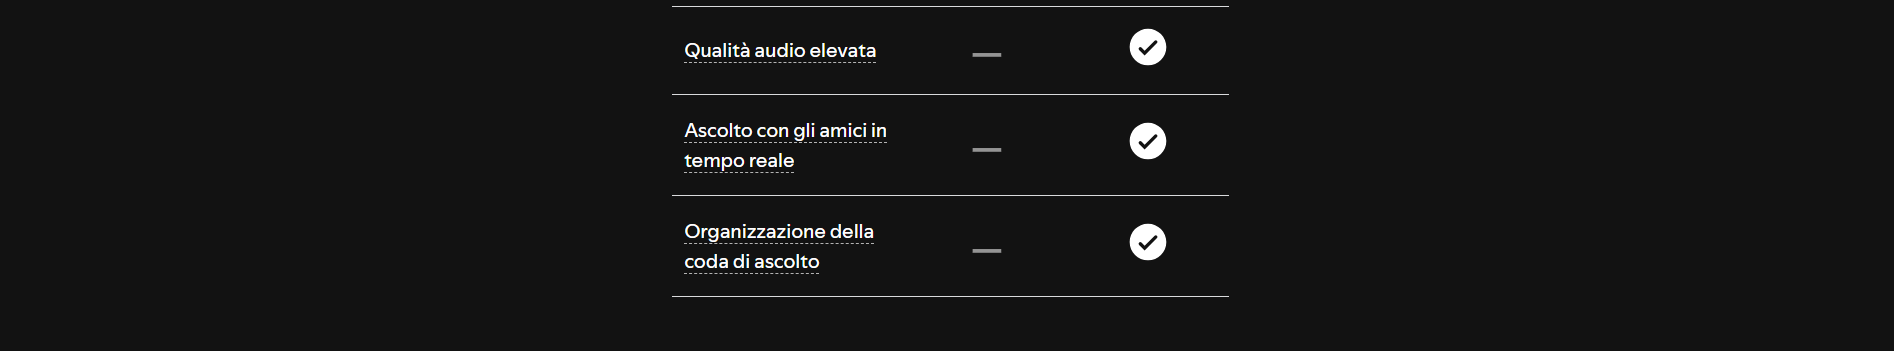 Qualità audio elevata
Ascolto con gli amici in
tempo reale
Organizzazione della
coda di ascolto